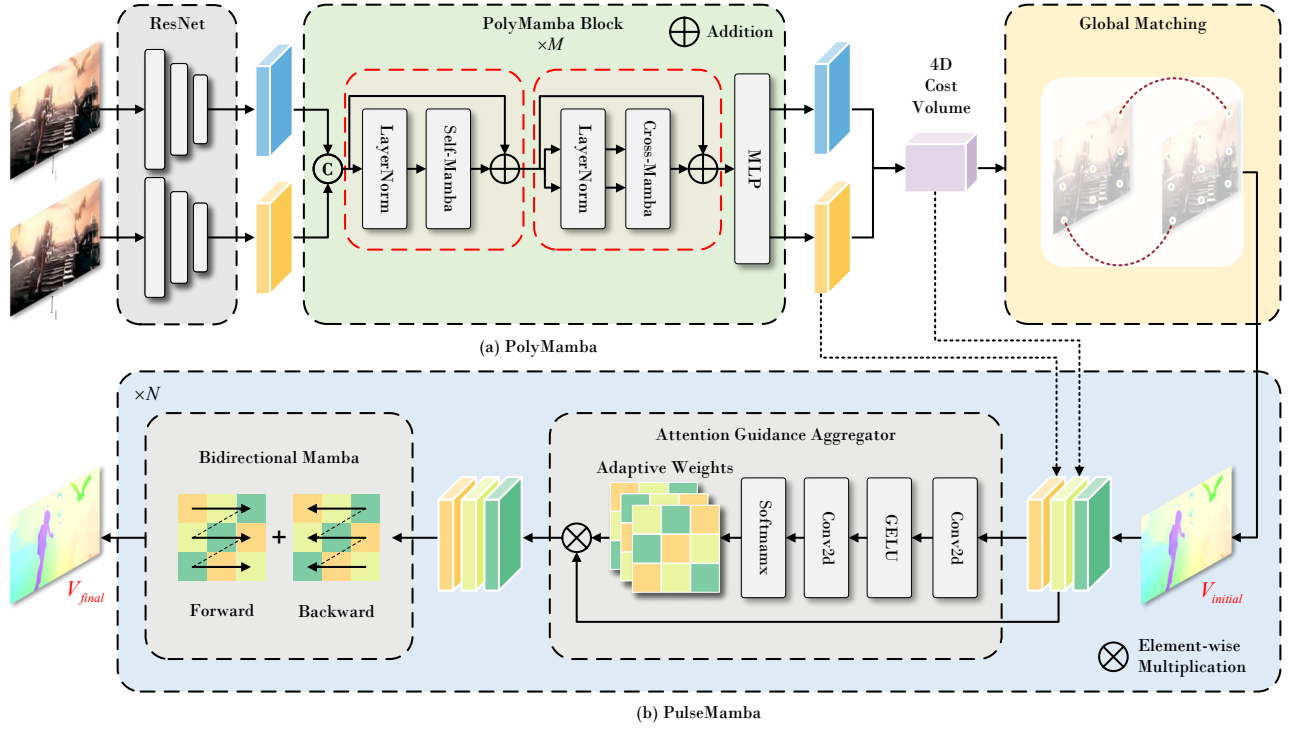 ResNet
PolyMamba Block
×M
Addition
4D
Cost
Volume
Global Matching
C
LayerNorm
Self-Mamba
LayerNorm
Cross-Mamba
MLP
(a) PolyMamba
×N
Bidirectional Mamba
Forward
+
Backward
Attention Guidance Aggregator
Adaptive Weights
Softmamx
Conv2d
GELU
Conv2d
V_final
V_initial
Element-wise
Multiplication
(b) PulseMamba